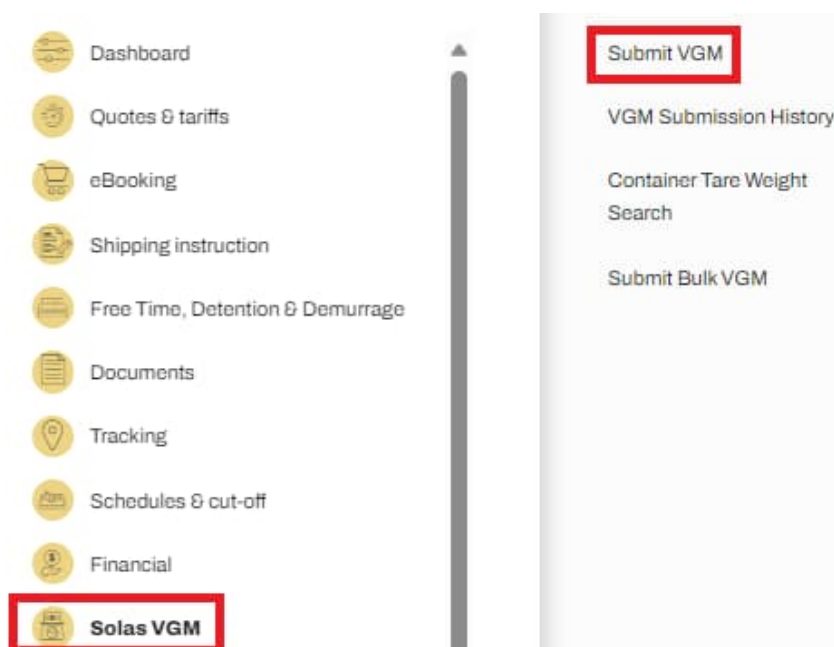 Dashboard
Quotes & tariffs
eBooking
Shipping instruction
Free Time, Detention & Demurrage
Documents
Tracking
Schedules & cut-off
Financial
Solas VGM
Submit VGM
VGM Submission History
Container Tare Weight
Search
Submit Bulk VGM